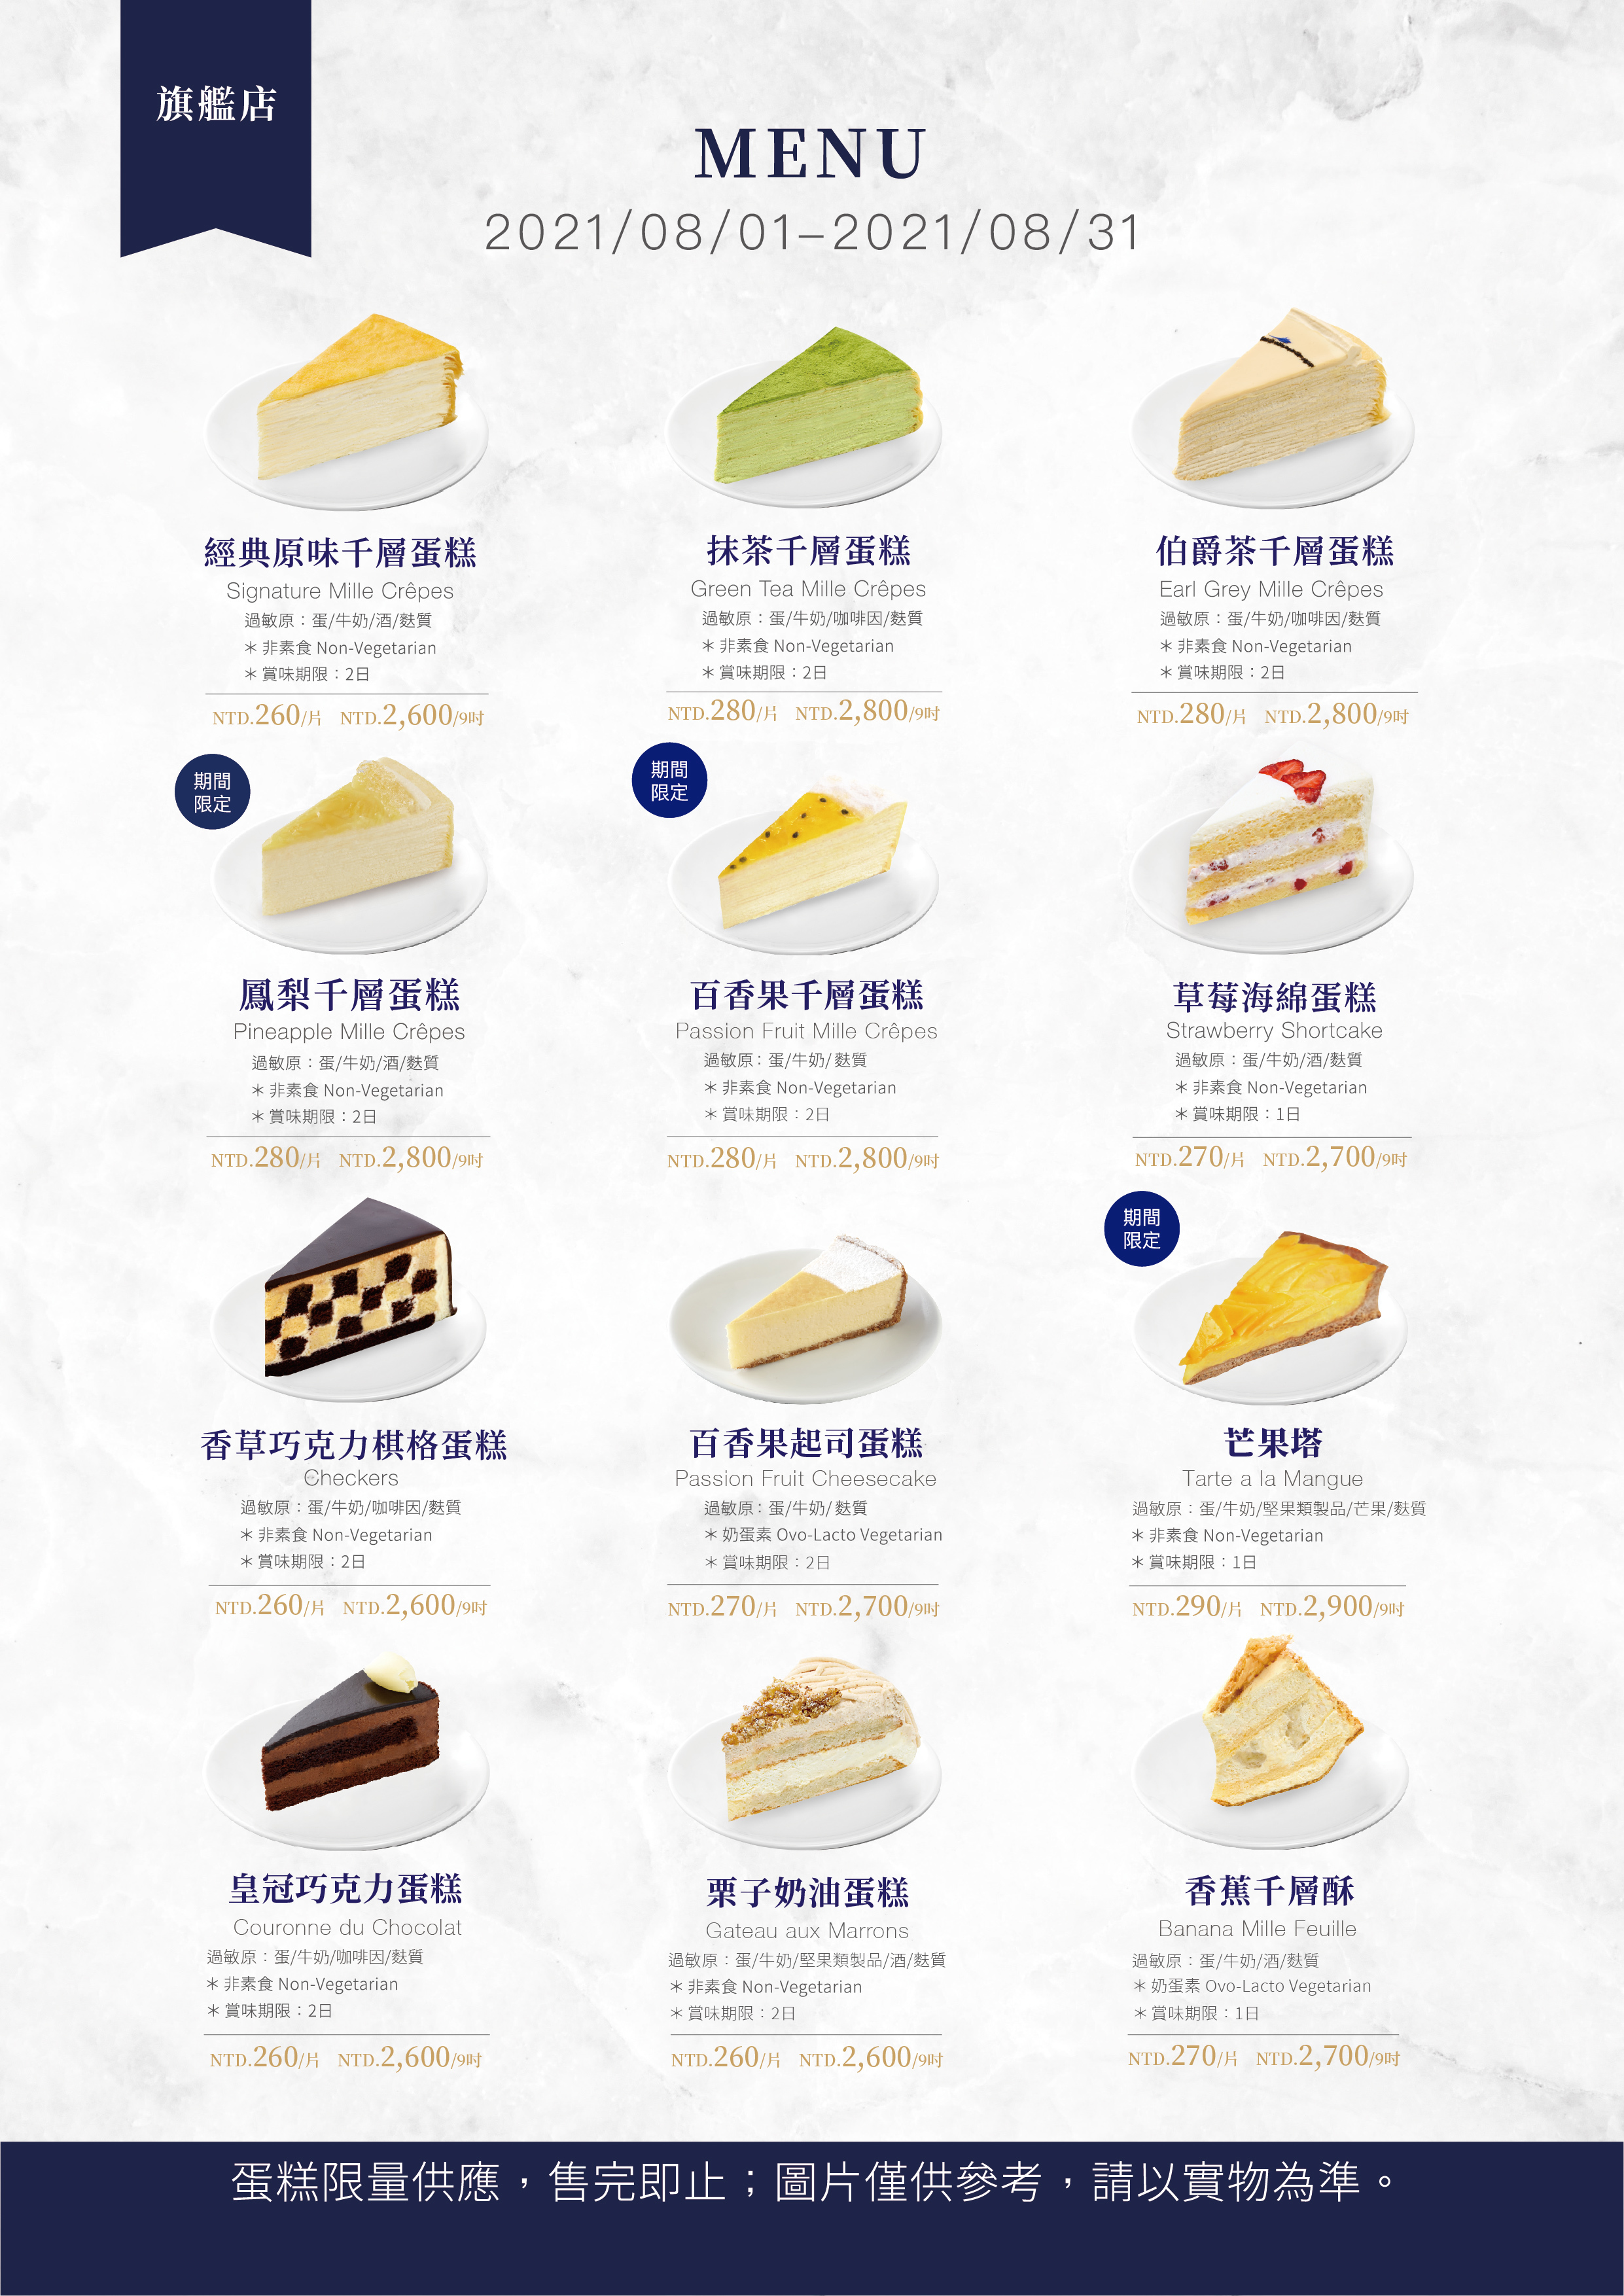 旗艦店
MENU
2021/08/01–2021/08/31
經典原味千層蛋糕
Signature Mille Crêpes
過敏原：蛋/牛奶/酒/麩質
＊非素食 Non-Vegetarian
＊賞味期限：2日
NTD.260/片 NTD.2,600/9吋
抹茶千層蛋糕
Green Tea Mille Crêpes
過敏原：蛋/牛奶/咖啡因/麩質
＊非素食 Non-Vegetarian
＊賞味期限：2日
NTD.280/片 NTD.2,800/9吋
伯爵茶千層蛋糕
Earl Grey Mille Crêpes
過敏原：蛋/牛奶/咖啡因/麩質
＊非素食 Non-Vegetarian
＊賞味期限：2日
NTD.280/片 NTD.2,800/9吋
期間
限定
鳳梨千層蛋糕
Pineapple Mille Crêpes
過敏原：蛋/牛奶/酒/麩質
＊非素食 Non-Vegetarian
＊賞味期限：2日
NTD.280/片 NTD.2,800/9吋
期間
限定
百香果千層蛋糕
Passion Fruit Mille Crêpes
過敏原：蛋/牛奶/ 麩質
＊非素食 Non-Vegetarian
＊賞味期限：2日
NTD.280/片 NTD.2,800/9吋
草莓海綿蛋糕
Strawberry Shortcake
過敏原：蛋/牛奶/酒/麩質
＊非素食 Non-Vegetarian
＊賞味期限：1日
NTD.270/片 NTD.2,700/9吋
香草巧克力棋格蛋糕
Checkers
過敏原：蛋/牛奶/咖啡因/麩質
＊非素食 Non-Vegetarian
＊賞味期限：2日
NTD.260/片 NTD.2,600/9吋
百香果起司蛋糕
Passion Fruit Cheesecake
過敏原：蛋/牛奶/ 麩質
＊奶蛋素 Ovo-Lacto Vegetarian
＊賞味期限：2日
NTD.270/片 NTD.2,700/9吋
期間
限定
芒果塔
Tarte a la Mangue
過敏原：蛋/牛奶/堅果類製品/芒果/麩質
＊非素食 Non-Vegetarian
＊賞味期限：1日
NTD.290/片 NTD.2,900/9吋
皇冠巧克力蛋糕
Couronne du Chocolat
過敏原：蛋/牛奶/咖啡因/麩質
＊非素食 Non-Vegetarian
＊賞味期限：2日
NTD.260/片 NTD.2,600/9吋
栗子奶油蛋糕
Gateau aux Marrons
過敏原：蛋/牛奶/堅果類製品/酒/麩質
＊非素食 Non-Vegetarian
＊賞味期限：2日
NTD.260/片 NTD.2,600/9吋
香蕉千層酥
Banana Mille Feuille
過敏原：蛋/牛奶/酒/麩質
＊奶蛋素 Ovo-Lacto Vegetarian
＊賞味期限：1日
NTD.270/片 NTD.2,700/9吋
蛋糕限量供應，售完即止；圖片僅供參考，請以實物為準。